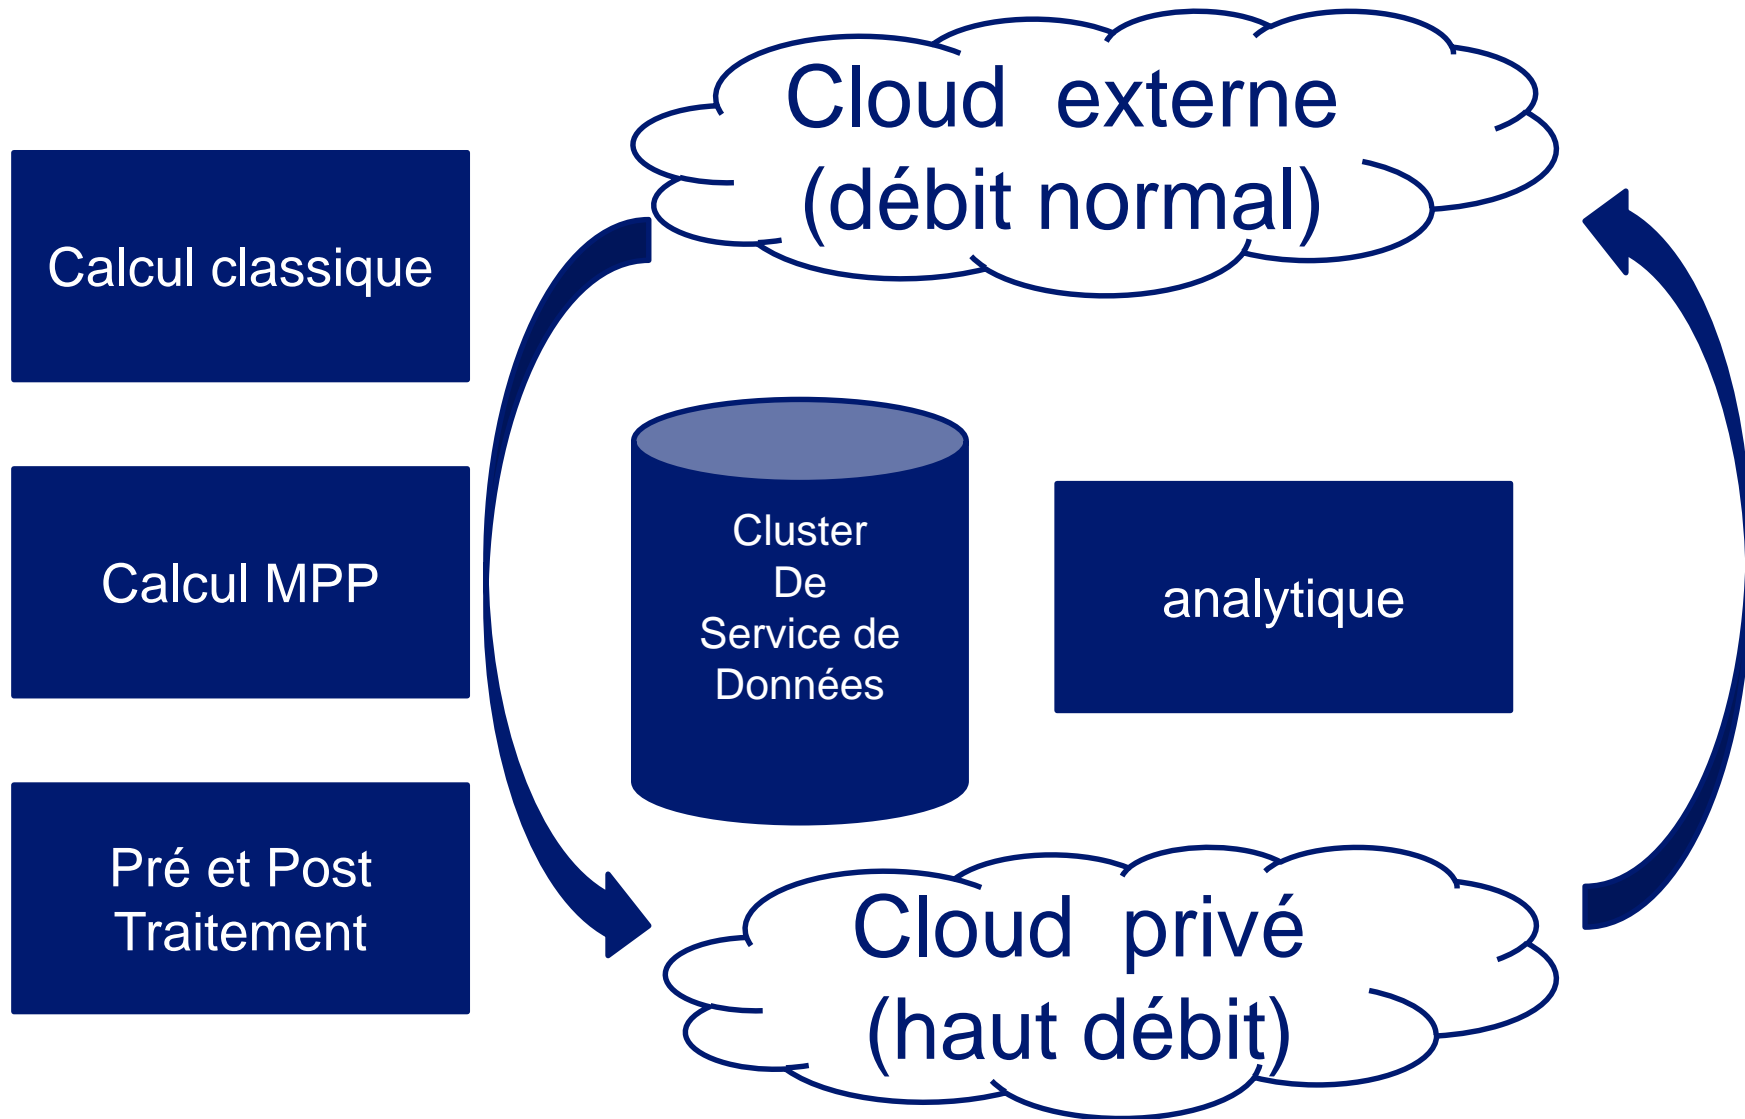 Cloud externe
(débit normal)
Calcul classique
Calcul MPP
Cluster
De
Service de
Données
analytique
Pré et Post
Traitement
Cloud privé
(haut débit)